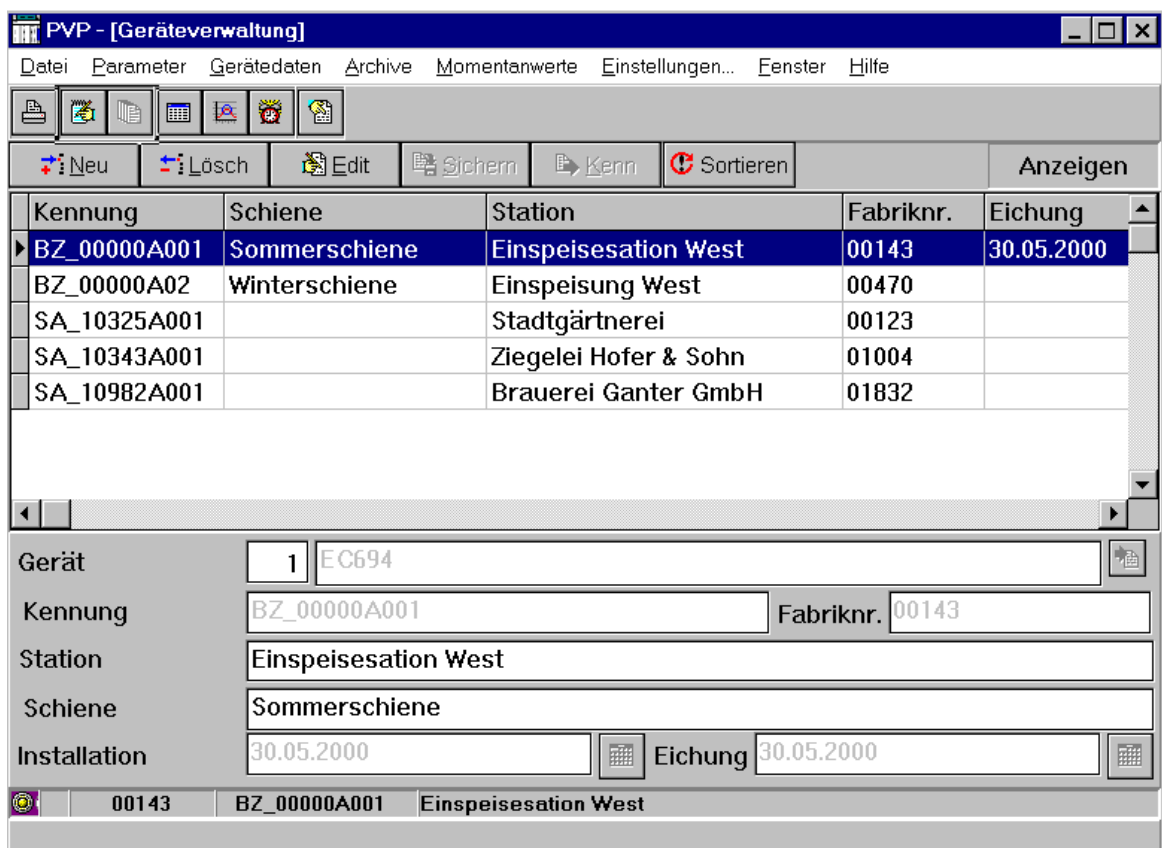 PVP - [Geräteverwaltung]
Datei Parameter Gerätedaten Archive Momentanwerte Einstellungen... Fenster Hilfe
Neu Lösch Edit Sichern Kenn Sortieren Anzeigen
Kennung Schiene Station Fabriknr. Eichung
BZ_00000A001 Sommerschiene Einspeisesation West 00143 30.05.2000
BZ_00000A02 Winterschiene Einspeisung West 00470
SA_10325A001 Stadtgärtnerei 00123
SA_10343A001 Ziegelei Hofer & Sohn 01004
SA_10982A001 Brauerei Ganter GmbH 01832
Gerät 1 EC694
Kennung BZ_00000A001 Fabriknr. 00143
Station Einspeisesation West
Schiene Sommerschiene
Installation 30.05.2000 Eichung 30.05.2000
00143 BZ_00000A001 Einspeisesation West